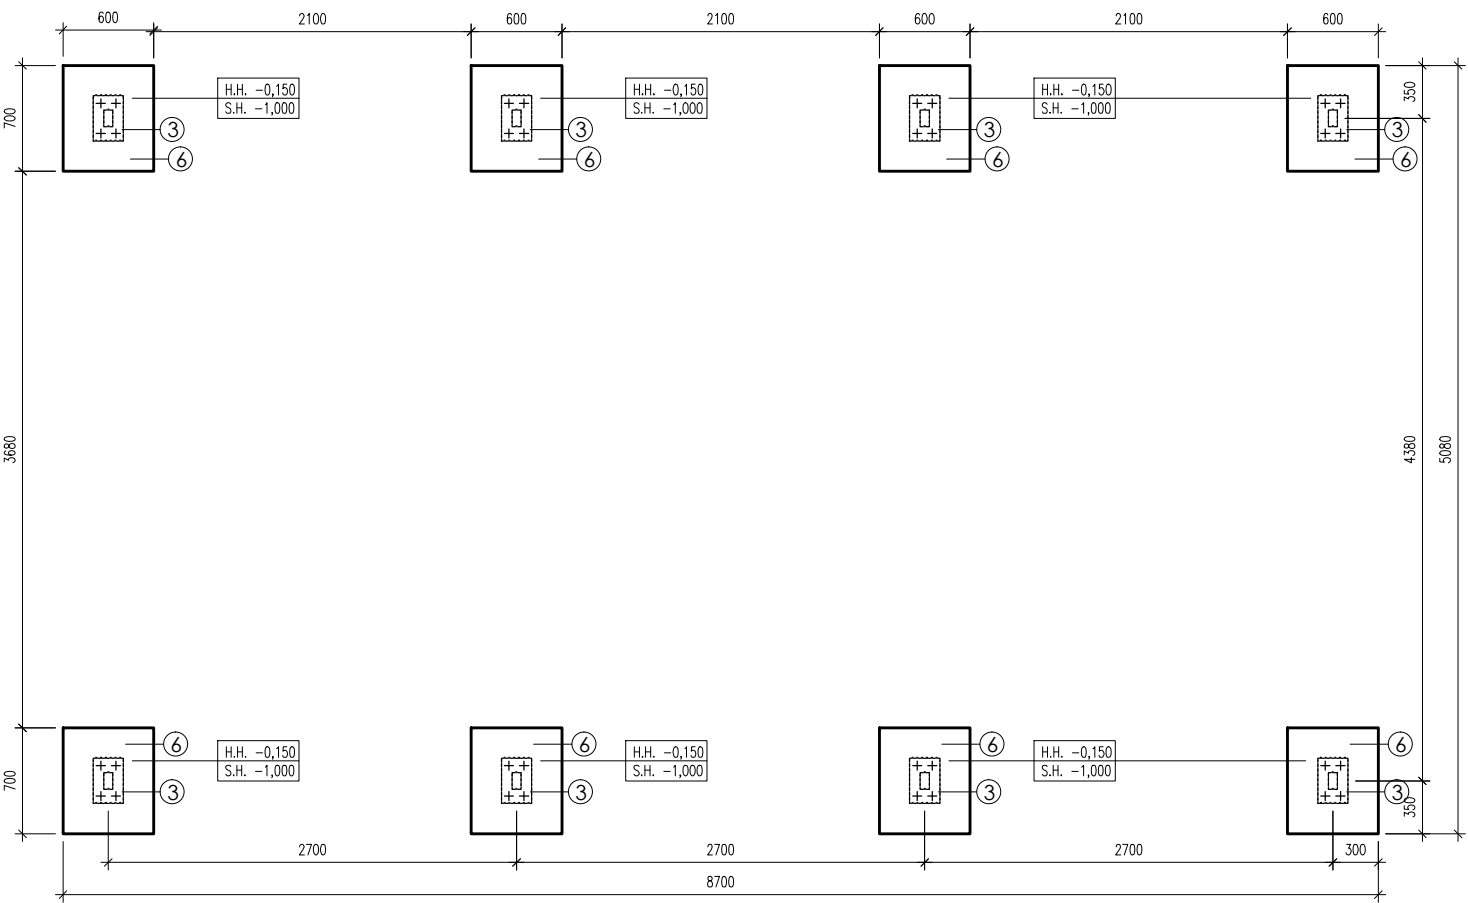 600 2100 600 2100 600 2100 600
H.H. -0,150
S.H. -1,000
H.H. -0,150
S.H. -1,000
H.H. -0,150
S.H. -1,000
350
700
3 3 3 3
6 6 6 6
3680
4380
5080
6 6 6 6
H.H. -0,150
S.H. -1,000
H.H. -0,150
S.H. -1,000
H.H. -0,150
S.H. -1,000
700
3 3 3 3
350
2700 2700 2700 300
8700